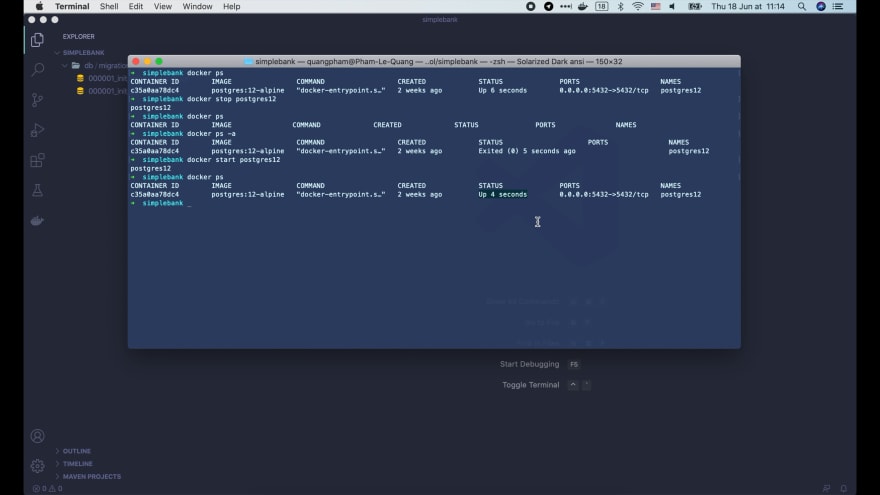 Terminal Shell Edit View Window Help 18 Thu 18 Jun at 11:14
simplebank
EXPLORER
SIMPLEBANK
db / migration
000001_init
000001_init
simplebank — quangpham@Pham-Le-Quang — ..ol/simplebank — -zsh — Solarized Dark ansi — 150×32
➜ simplebank docker ps
CONTAINER ID IMAGE COMMAND CREATED STATUS PORTS NAMES
c35a0aa78dc4 postgres:12-alpine "docker-entrypoint.s…" 2 weeks ago Up 6 seconds 0.0.0.0:5432->5432/tcp postgres12
➜ simplebank docker stop postgres12
postgres12
➜ simplebank docker ps
CONTAINER ID IMAGE COMMAND CREATED STATUS PORTS NAMES
➜ simplebank docker ps -a
CONTAINER ID IMAGE COMMAND CREATED STATUS PORTS NAMES
c35a0aa78dc4 postgres:12-alpine "docker-entrypoint.s…" 2 weeks ago Exited (0) 5 seconds ago postgres12
➜ simplebank docker start postgres12
postgres12
➜ simplebank docker ps
CONTAINER ID IMAGE COMMAND CREATED STATUS PORTS NAMES
c35a0aa78dc4 postgres:12-alpine "docker-entrypoint.s…" 2 weeks ago Up 4 seconds 0.0.0.0:5432->5432/tcp postgres12
➜ simplebank _
Start Debugging F5
Toggle Terminal ^ `
OUTLINE
TIMELINE
MAVEN PROJECTS
0 0